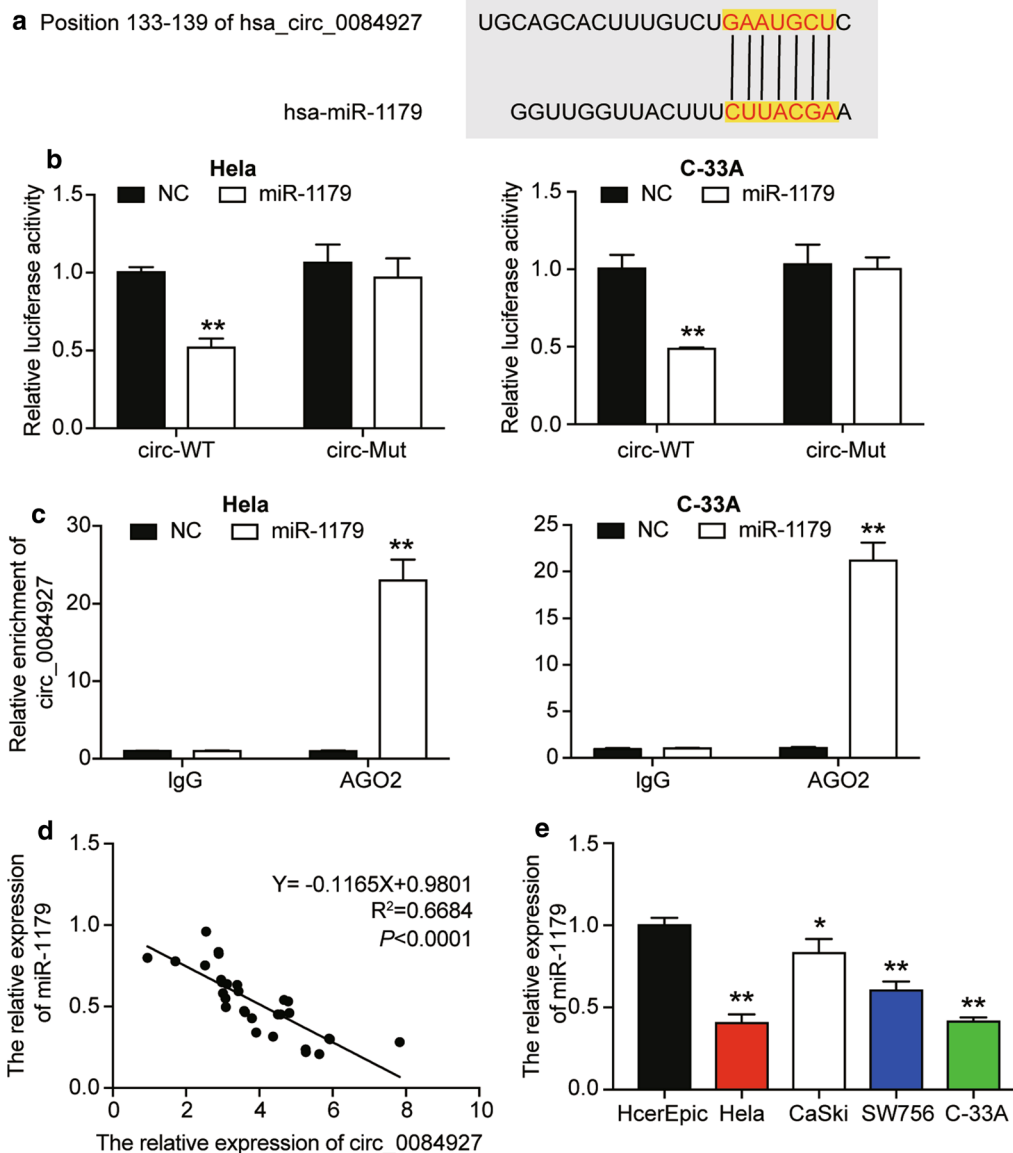 a Position 133-139 of hsa_circ_0084927 UGCAGCACUUUGUCUGAAUGCUC
hsa-miR-1179 GGUUGGUUACUUUCUUACGAA
b
Hela
NC miR-1179
Relative luciferase acitivity
1.5
1.0
0.5
0.0
**
circ-WT circ-Mut
C-33A
NC miR-1179
Relative luciferase acitivity
1.5
1.0
0.5
0.0
**
circ-WT circ-Mut
c
Hela
NC miR-1179
Relative enrichment of
circ_0084927
30
20
10
0
**
IgG AGO2
C-33A
NC miR-1179
25
20
15
10
5
0
**
IgG AGO2
d
The relative expression
of miR-1179
1.5
1.0
0.5
0.0
Y= -0.1165X+0.9801
R²=0.6684
P<0.0001
0 2 4 6 8 10
The relative expression of circ_0084927
e
The relative expression
of miR-1179
1.5
1.0
0.5
0.0
**
*
**
**
HcerEpic Hela CaSki SW756 C-33A